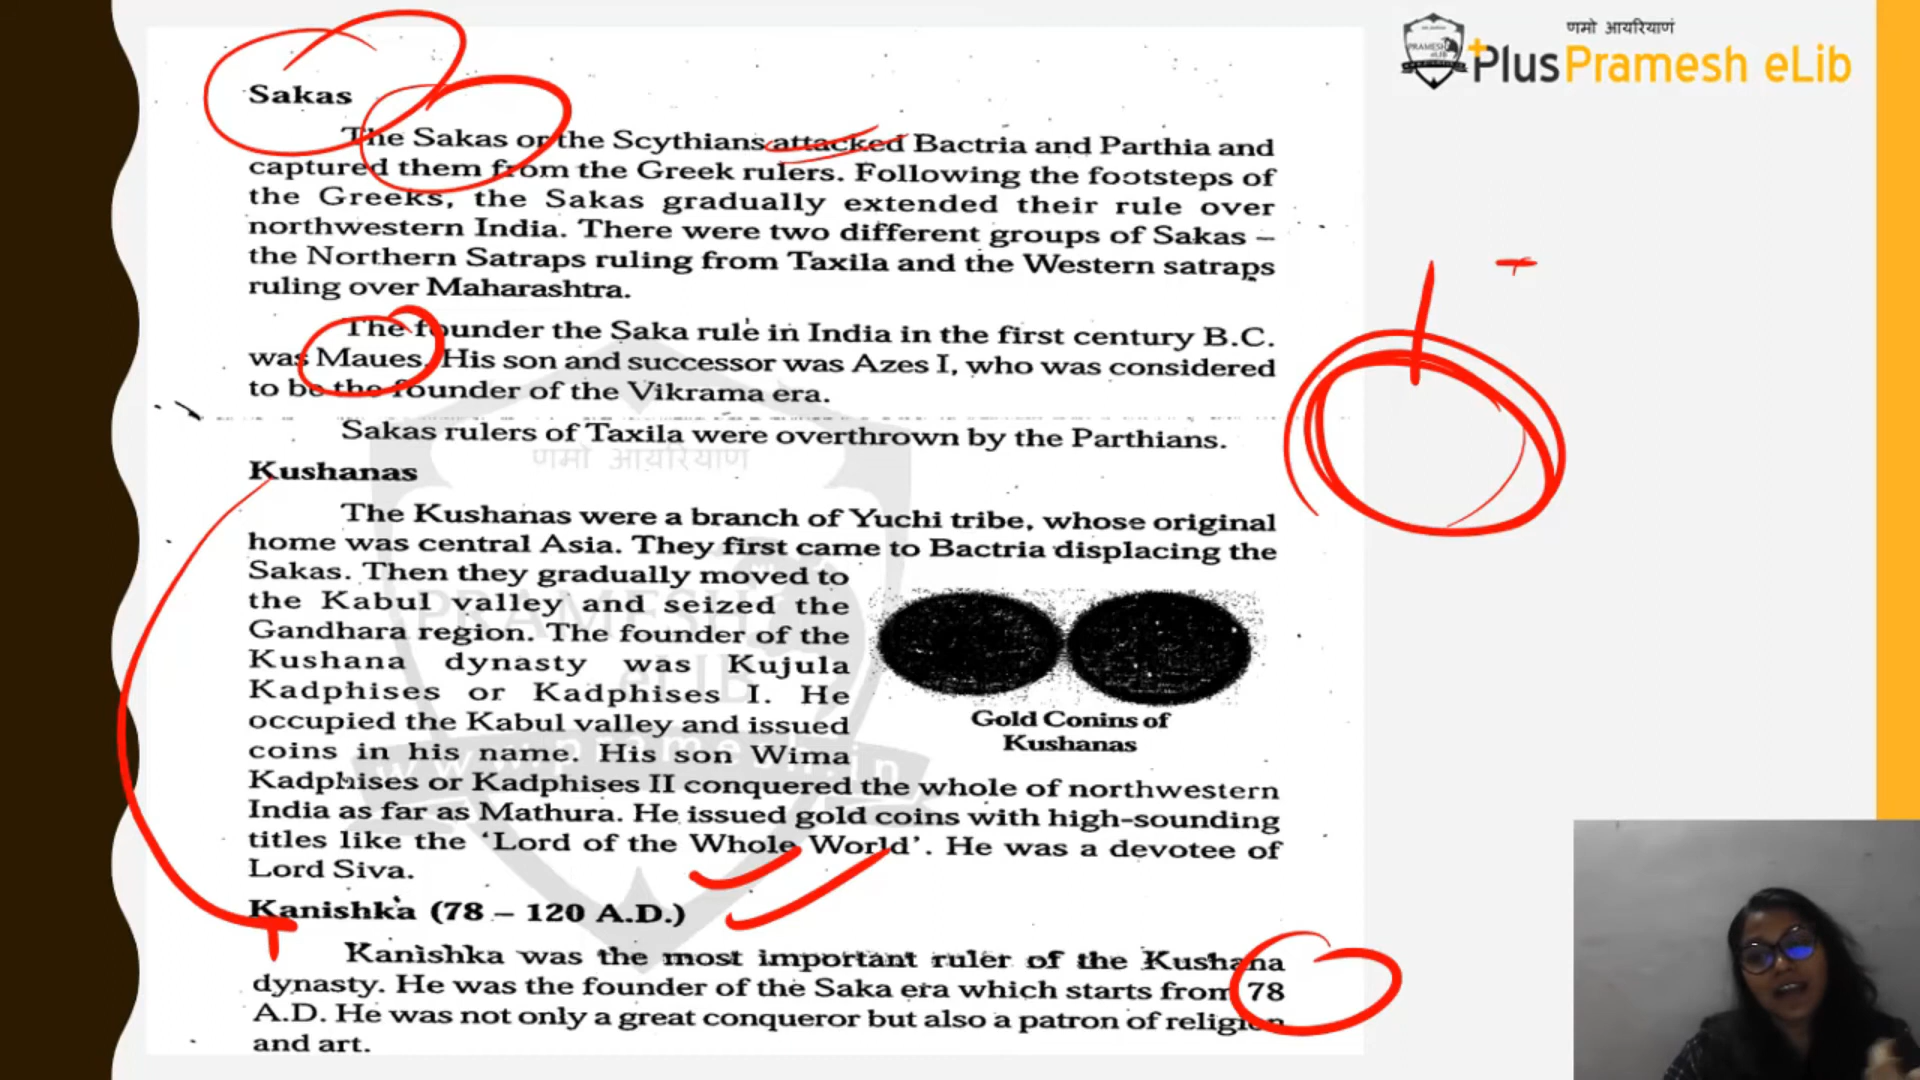 णमो आयरियाणं
PRAMESH
eLIB
PlusPramesh eLib
Sakas
The Sakas or the Scythians attacked Bactria and Parthia and
captured them from the Greek rulers. Following the footsteps of
the Greeks, the Sakas gradually extended their rule over
northwestern India. There were two different groups of Sakas –
the Northern Satraps ruling from Taxila and the Western satraps
ruling over Maharashtra.
The founder the Saka rule in India in the first century B.C.
was Maues. His son and successor was Azes I, who was considered
to be the founder of the Vikrama era.
Sakas rulers of Taxila were overthrown by the Parthians.
णमो आयरियाण
Kushanas
The Kushanas were a branch of Yuchi tribe, whose original
home was central Asia. They first came to Bactria displacing the
Sakas. Then they gradually moved to
the Kabul valley and seized the
Gandhara region. The founder of the
Kushana dynasty was Kujula
Kadphises or Kadphises I. He
occupied the Kabul valley and issued
coins in his name. His son Wima
Gold Conins of
Kushanas
Kadphises or Kadphises II conquered the whole of northwestern
India as far as Mathura. He issued gold coins with high-sounding
titles like the ‘Lord of the Whole World’. He was a devotee of
Lord Siva.
PRAMESH
eLIB
www.pramesh.in
Kanishka (78 – 120 A.D.)
Kanishka was the most important ruler of the Kushana
dynasty. He was the founder of the Saka era which starts from 78
A.D. He was not only a great conqueror but also a patron of religion
and art.